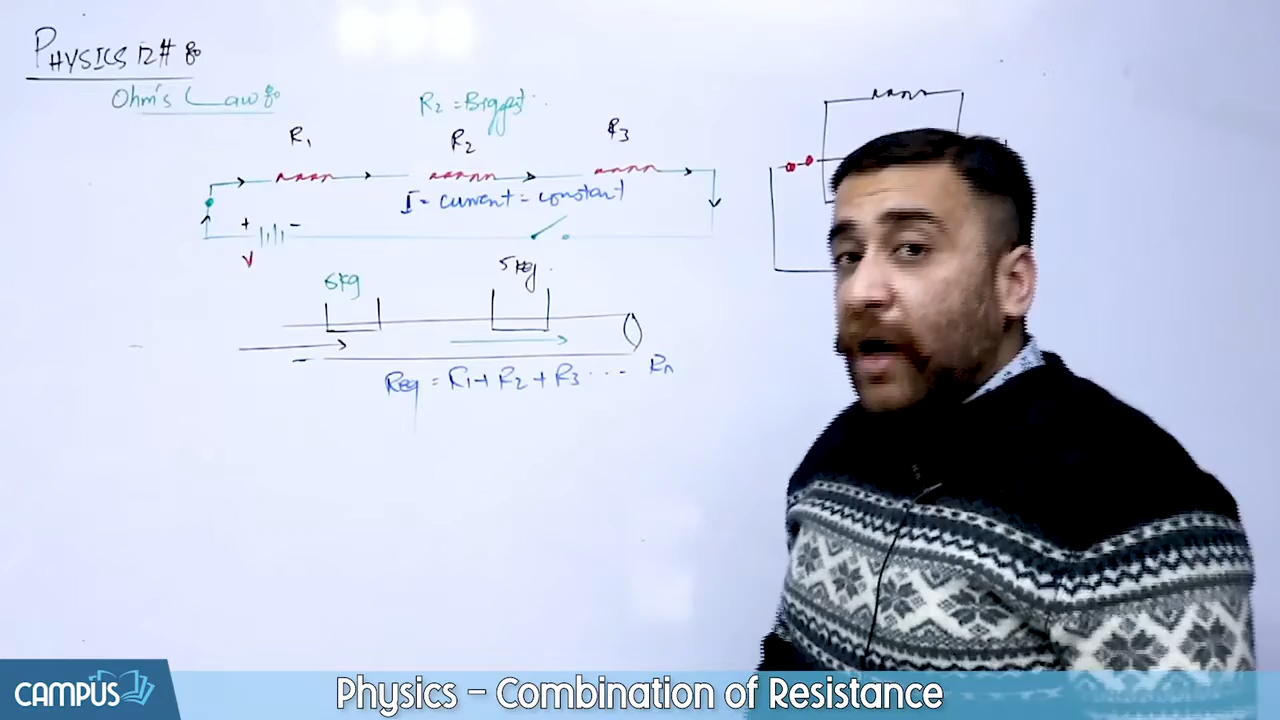 PHYSICS 12#8
Ohm's Law:
R2 = Biggest
R1 R2 R3
I = current = constant
+ -
V
5kg 5kg
Req = R1 + R2 + R3 .... Rn
CAMPUS
Physics – Combination of Resistance